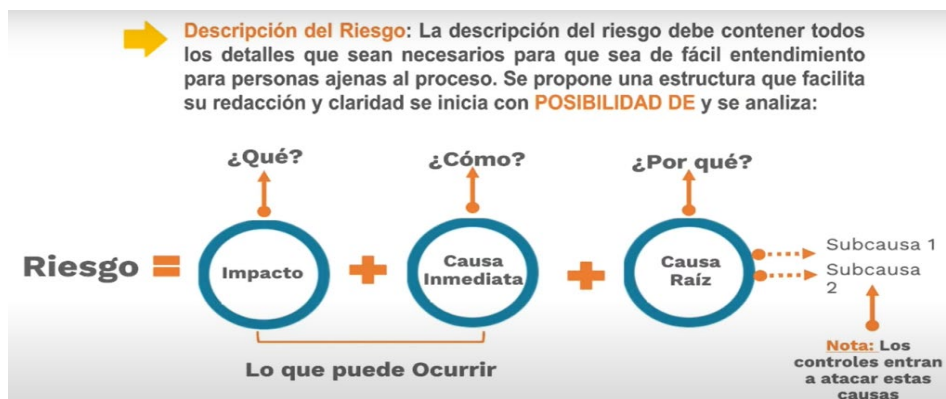 Descripción del Riesgo: La descripción del riesgo debe contener todos
los detalles que sean necesarios para que sea de fácil entendimiento
para personas ajenas al proceso. Se propone una estructura que facilita
su redacción y claridad se inicia con POSIBILIDAD DE y se analiza:
¿Qué?
¿Cómo?
¿Por qué?
Riesgo =
Impacto
+
Causa
Inmediata
+
Causa
Raíz
Subcausa 1
Subcausa
2
Lo que puede Ocurrir
Nota: Los
controles entran
a atacar estas
causas